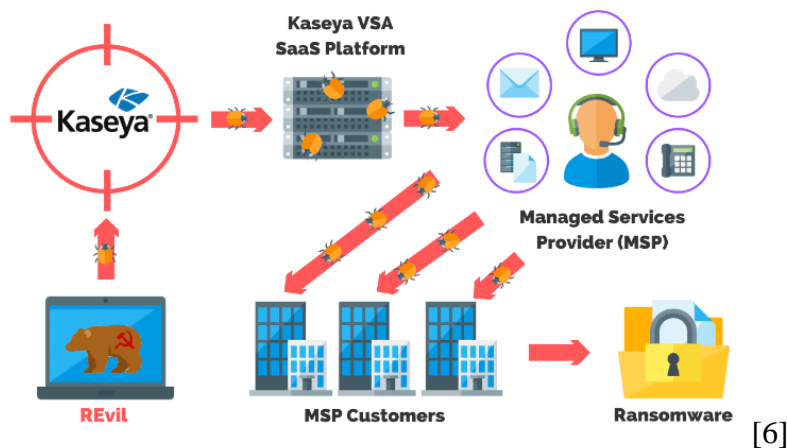 Kaseya VSA
SaaS Platform
Kaseya
Managed Services
Provider (MSP)
REvil
MSP Customers
Ransomware
[6]